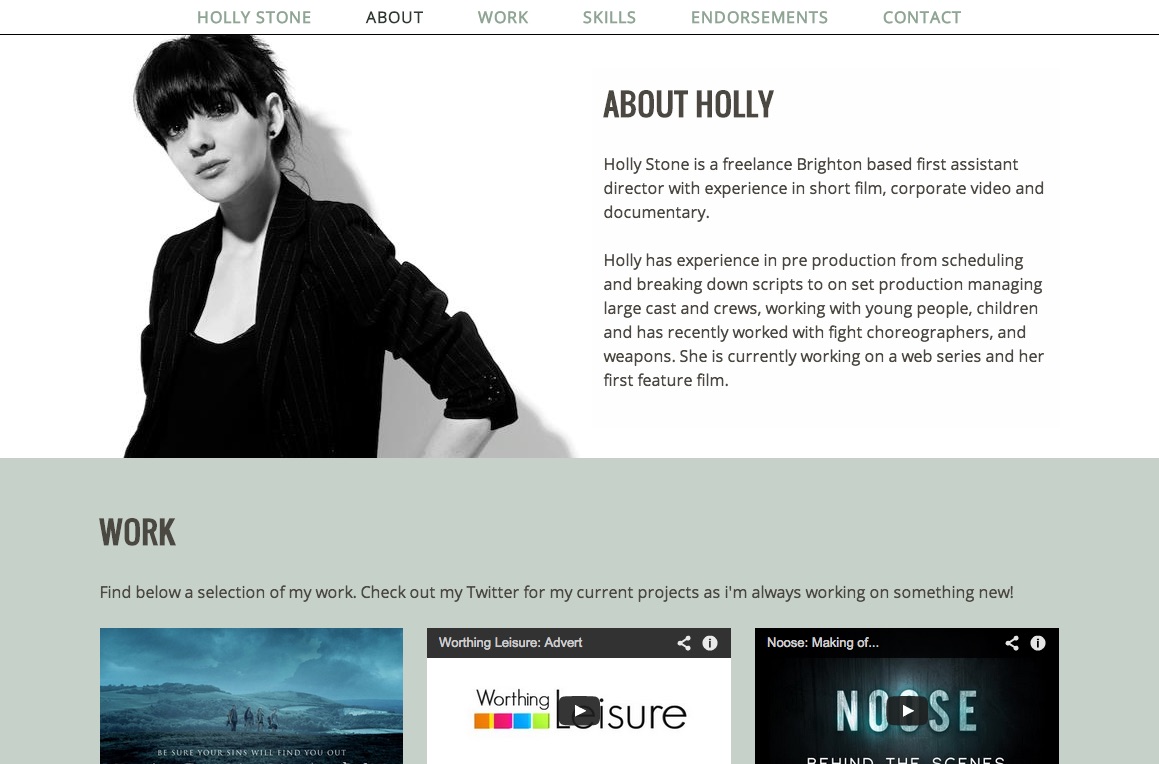 HOLLY STONE ABOUT WORK SKILLS ENDORSEMENTS CONTACT
ABOUT HOLLY
Holly Stone is a freelance Brighton based first assistant
director with experience in short film, corporate video and
documentary.
Holly has experience in pre production from scheduling
and breaking down scripts to on set production managing
large cast and crews, working with young people, children
and has recently worked with fight choreographers, and
weapons. She is currently working on a web series and her
first feature film.
WORK
Find below a selection of my work. Check out my Twitter for my current projects as i'm always working on something new!
BE SURE YOUR SINS WILL FIND YOU OUT
Worthing Leisure: Advert
Worthing Leisure
Noose: Making of...
NOOSE
BEHIND THE SCENES